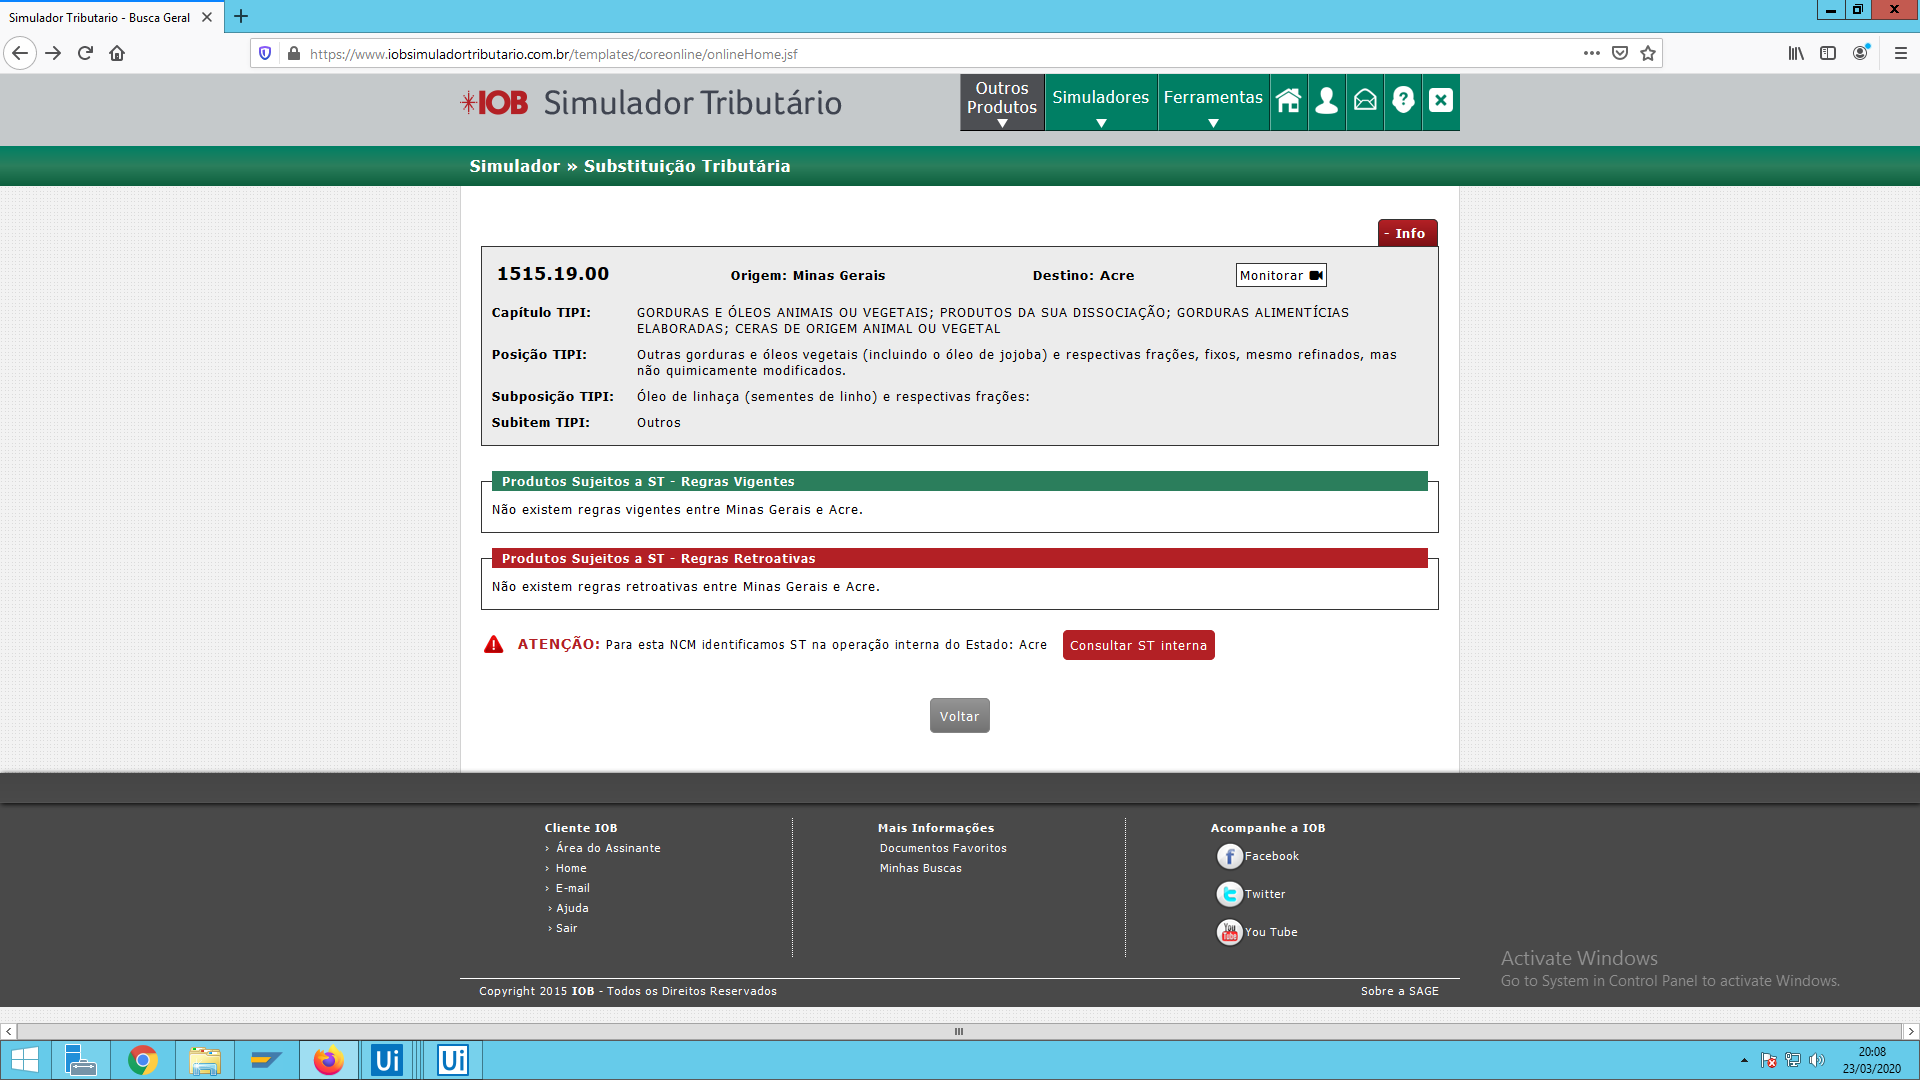 Simulador Tributario - Busca Geral
https://www.iobsimuladortributario.com.br/templates/coreonline/onlineHome.jsf
IOB Simulador Tributário
Outros Produtos
Simuladores
Ferramentas
Simulador » Substituição Tributária
- Info
1515.19.00
Origem: Minas Gerais
Destino: Acre
Monitorar
Capítulo TIPI: GORDURAS E ÓLEOS ANIMAIS OU VEGETAIS; PRODUTOS DA SUA DISSOCIAÇÃO; GORDURAS ALIMENTÍCIAS
ELABORADAS; CERAS DE ORIGEM ANIMAL OU VEGETAL
Posição TIPI: Outras gorduras e óleos vegetais (incluindo o óleo de jojoba) e respectivas frações, fixos, mesmo refinados, mas
não quimicamente modificados.
Subposição TIPI: Óleo de linhaça (sementes de linho) e respectivas frações:
Subitem TIPI: Outros
Produtos Sujeitos a ST - Regras Vigentes
Não existem regras vigentes entre Minas Gerais e Acre.
Produtos Sujeitos a ST - Regras Retroativas
Não existem regras retroativas entre Minas Gerais e Acre.
ATENÇÃO: Para esta NCM identificamos ST na operação interna do Estado: Acre
Consultar ST interna
Voltar
Cliente IOB
› Área do Assinante
› Home
› E-mail
› Ajuda
› Sair
Mais Informações
Documentos Favoritos
Minhas Buscas
Acompanhe a IOB
Facebook
Twitter
You Tube
Activate Windows
Go to System in Control Panel to activate Windows.
Copyright 2015 IOB - Todos os Direitos Reservados
Sobre a SAGE
Ui
Ui
20:08
23/03/2020